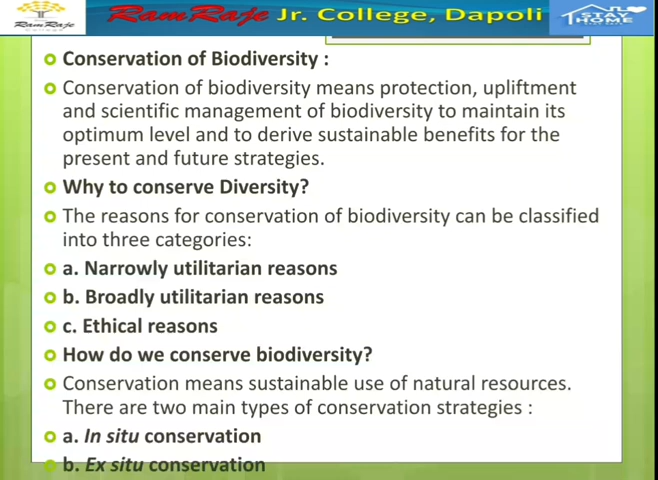 RamRaje Jr. College, Dapoli
RamRaje
STAY
HOME
Conservation of Biodiversity :
Conservation of biodiversity means protection, upliftment
and scientific management of biodiversity to maintain its
optimum level and to derive sustainable benefits for the
present and future strategies.
Why to conserve Diversity?
The reasons for conservation of biodiversity can be classified
into three categories:
a. Narrowly utilitarian reasons
b. Broadly utilitarian reasons
c. Ethical reasons
How do we conserve biodiversity?
Conservation means sustainable use of natural resources.
There are two main types of conservation strategies :
a. In situ conservation
b. Ex situ conservation